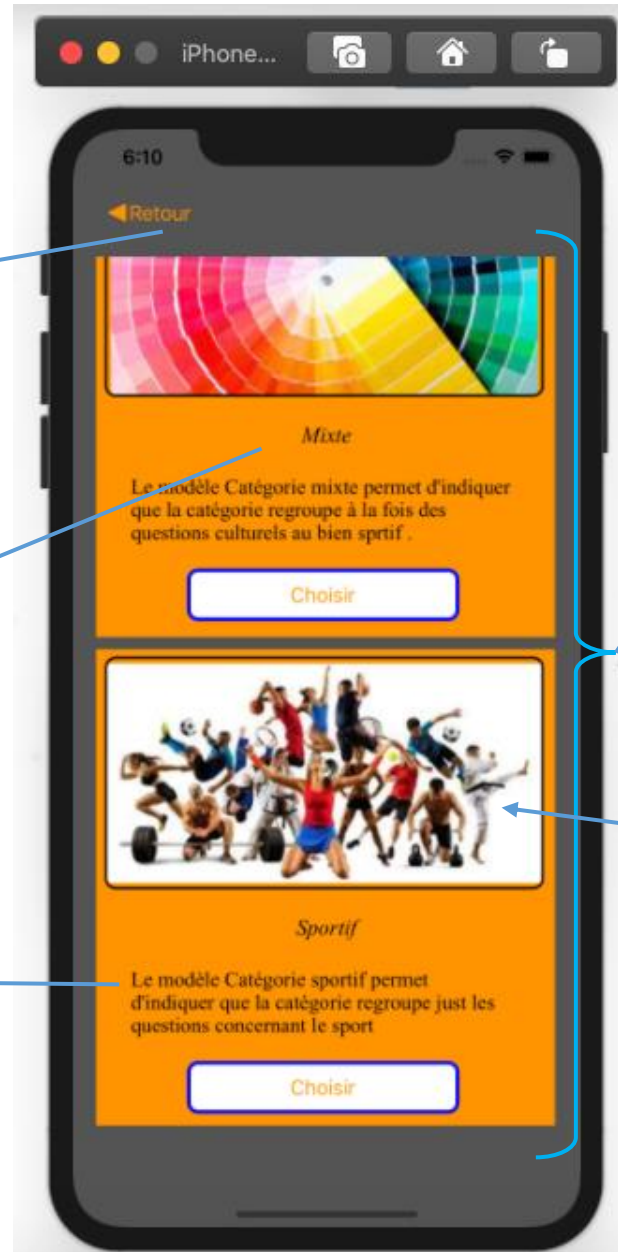 iPhone...
6:10
Retour
Mixte
Le modèle Catégorie mixte permet d'indiquer
que la catégorie regroupe à la fois des
questions culturels au bien sprtif .
Choisir
Sportif
Le modèle Catégorie sportif permet
d'indiquer que la catégorie regroupe just les
questions concernant le sport
Choisir